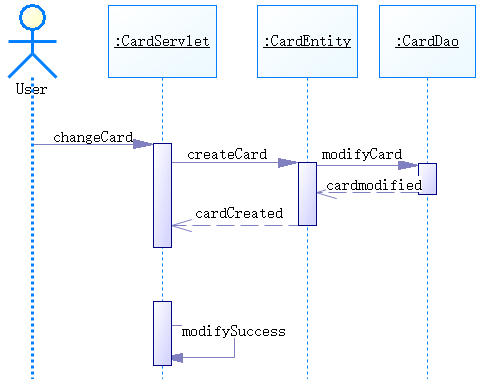 :CardServlet
:CardEntity
:CardDao
User
changeCard
createCard
modifyCard
cardmodified
cardCreated
modifySuccess